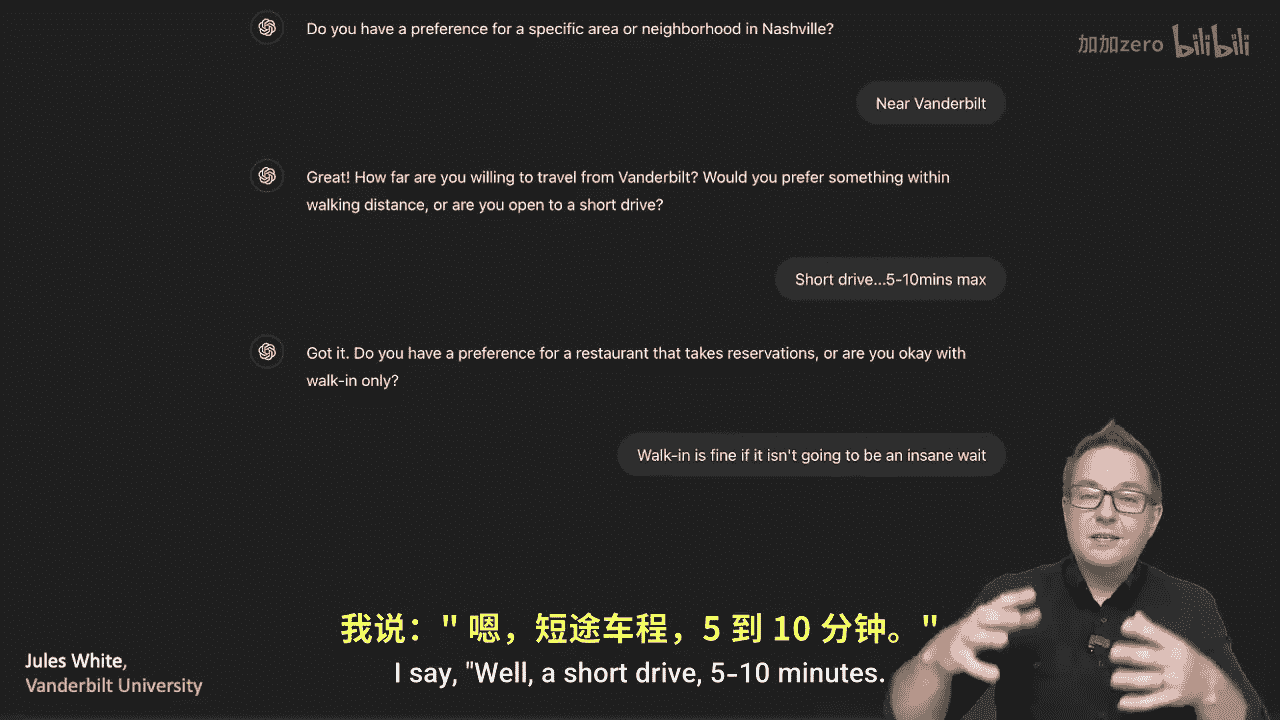 Do you have a preference for a specific area or neighborhood in Nashville?
加加zero bilibili
Near Vanderbilt
Great! How far are you willing to travel from Vanderbilt? Would you prefer something within
walking distance, or are you open to a short drive?
Short drive...5-10mins max
Got it. Do you have a preference for a restaurant that takes reservations, or are you okay with
walk-in only?
Walk-in is fine if it isn't going to be an insane wait
我说："嗯，短途车程，5 到 10 分钟。"
I say, "Well, a short drive, 5-10 minutes.
Jules White,
Vanderbilt University